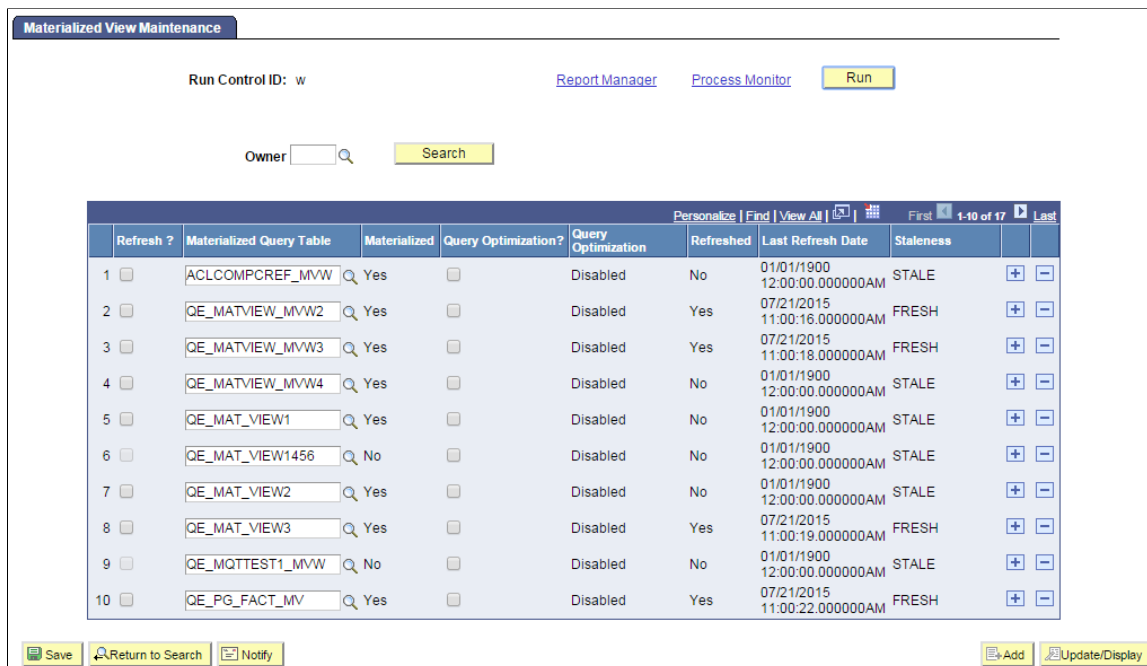 Materialized View Maintenance
Run Control ID: w Report Manager Process Monitor Run
Owner Search
Personalize | Find | View All | | First 1-10 of 17 Last
Refresh ? Materialized Query Table Materialized Query Optimization? Query Optimization Refreshed Last Refresh Date Staleness
1 ACLCOMPCREF_MVW Yes Disabled No 01/01/1900 12:00:00.000000AM STALE
2 QE_MATVIEW_MVW2 Yes Disabled Yes 07/21/2015 11:00:16.000000AM FRESH
3 QE_MATVIEW_MVW3 Yes Disabled Yes 07/21/2015 11:00:18.000000AM FRESH
4 QE_MATVIEW_MVW4 Yes Disabled No 01/01/1900 12:00:00.000000AM STALE
5 QE_MAT_VIEW1 Yes Disabled No 01/01/1900 12:00:00.000000AM STALE
6 QE_MAT_VIEW1456 No Disabled No 01/01/1900 12:00:00.000000AM STALE
7 QE_MAT_VIEW2 Yes Disabled No 01/01/1900 12:00:00.000000AM STALE
8 QE_MAT_VIEW3 Yes Disabled Yes 07/21/2015 11:00:19.000000AM FRESH
9 QE_MQTTEST1_MVW No Disabled No 01/01/1900 12:00:00.000000AM STALE
10 QE_PG_FACT_MV Yes Disabled Yes 07/21/2015 11:00:22.000000AM FRESH
Save Return to Search Notify Add Update/Display